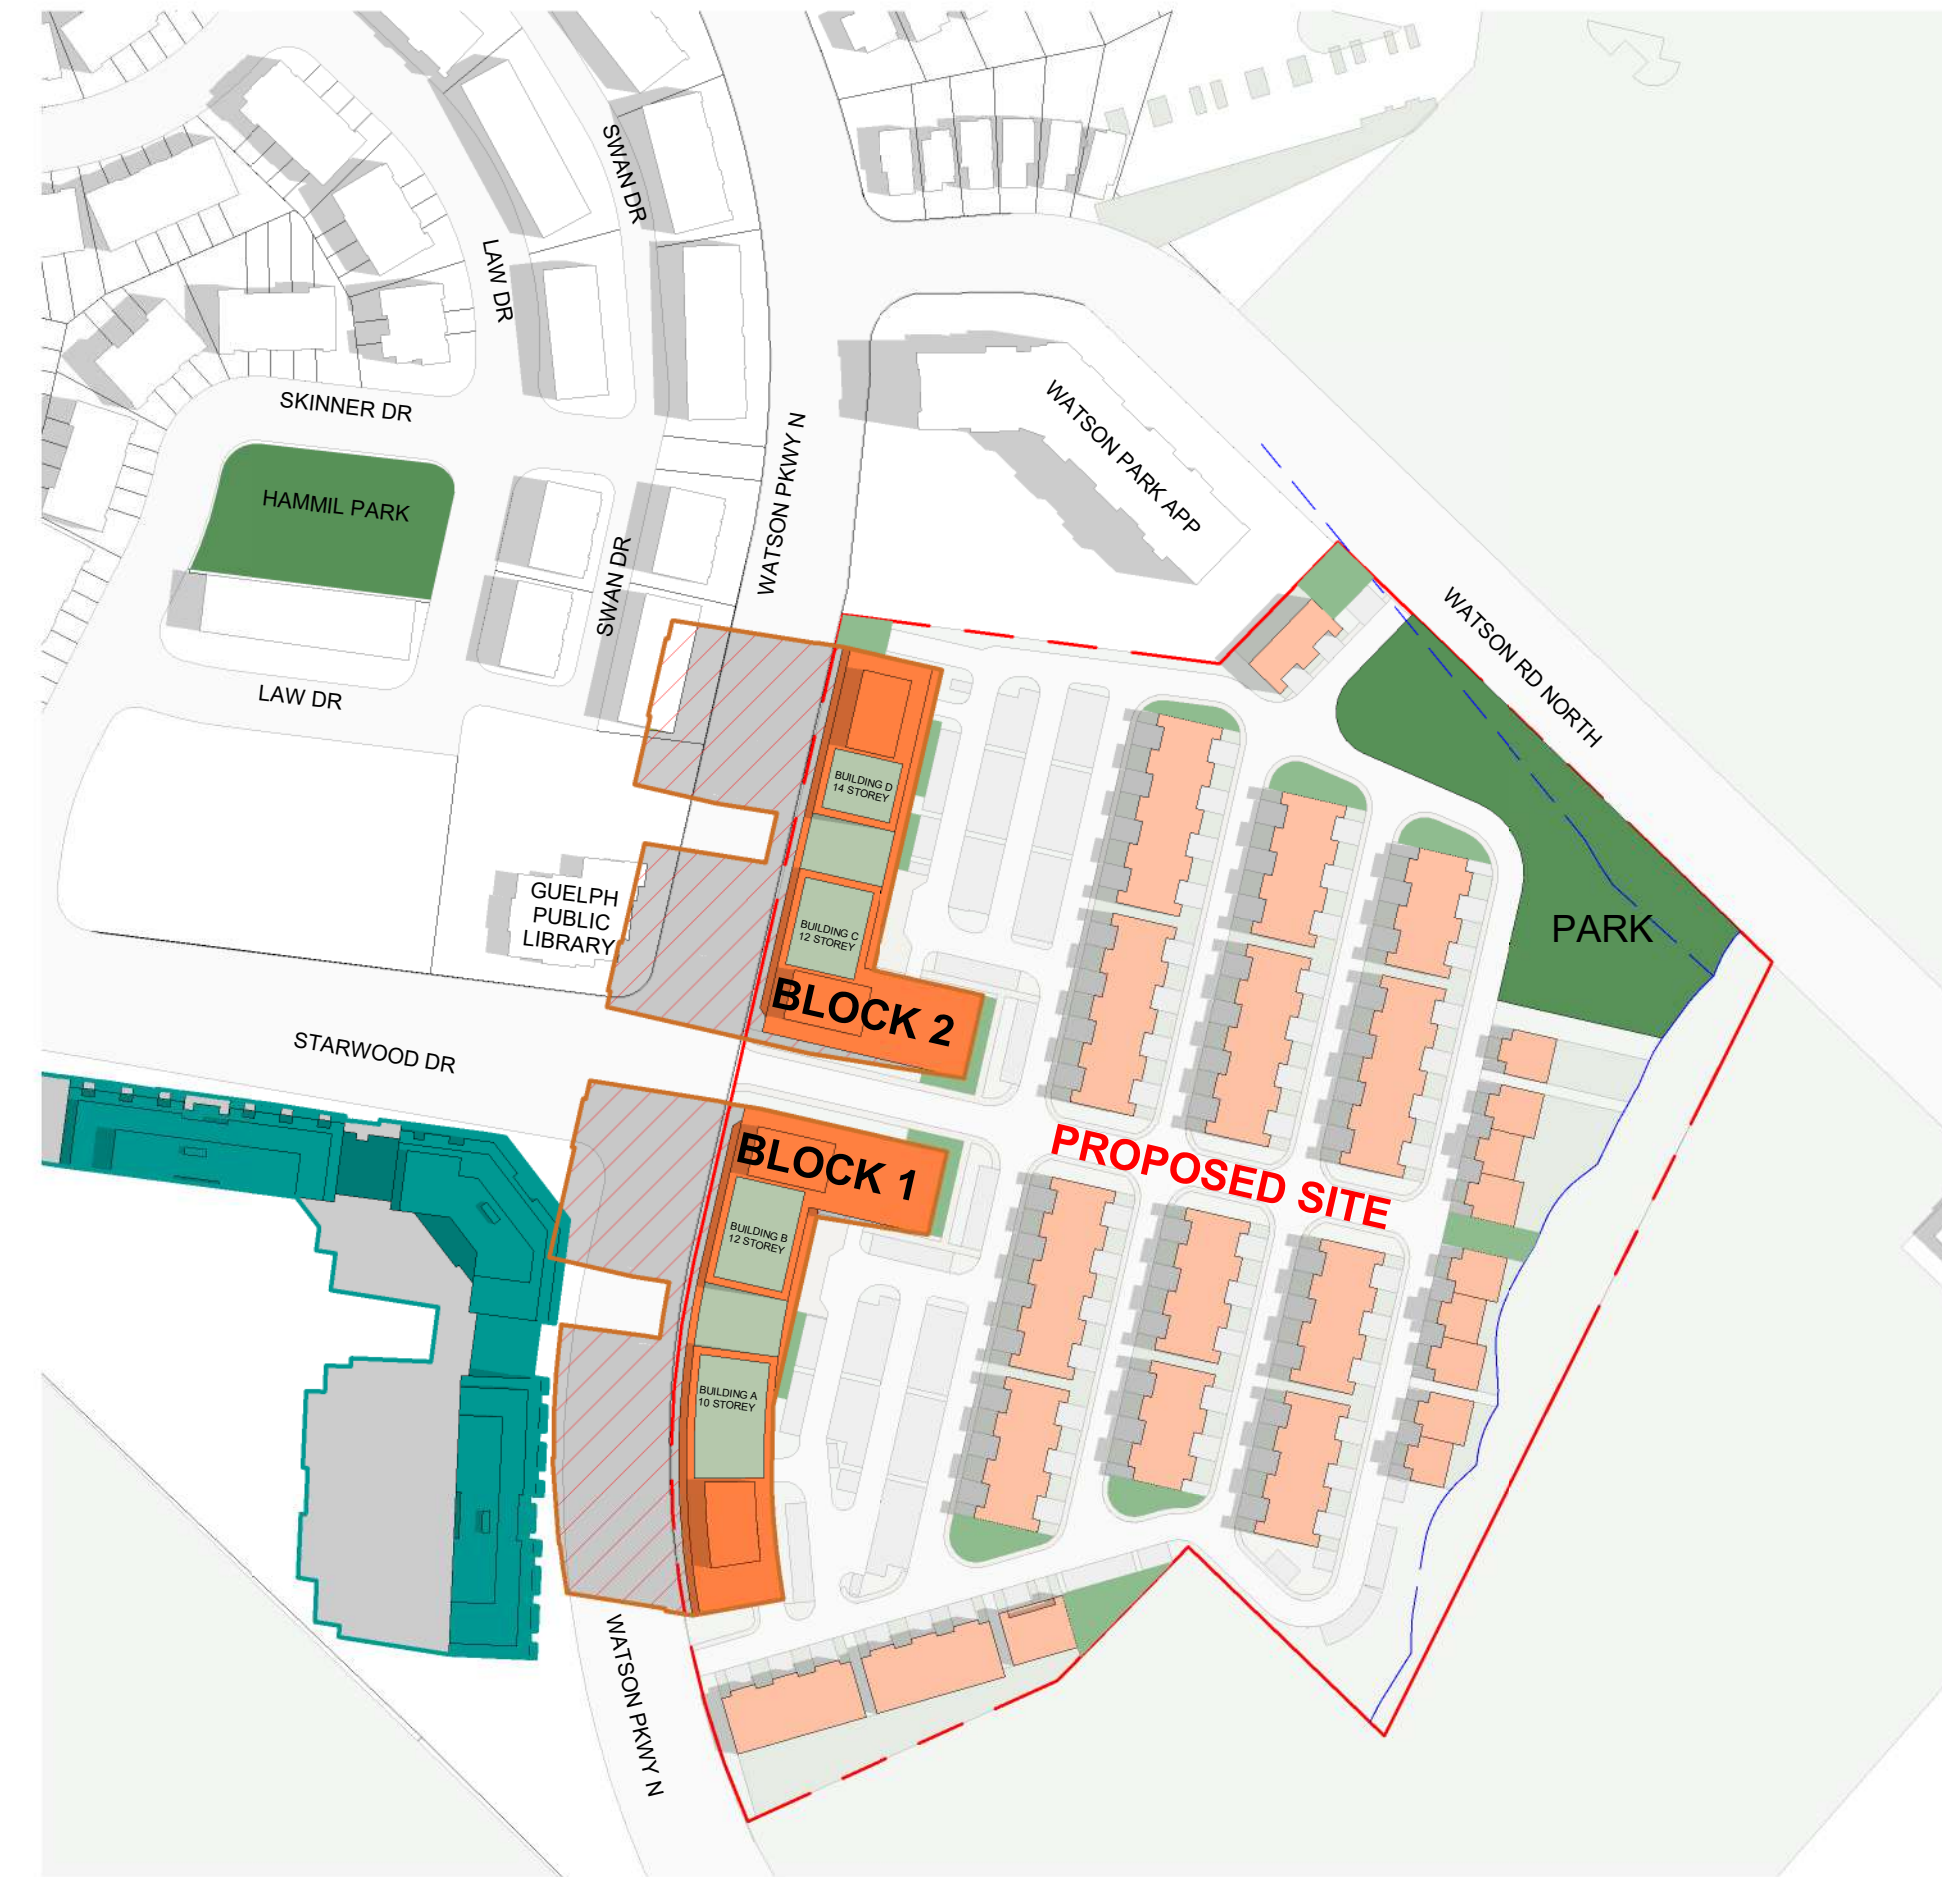 SWAN DR
LAW DR
SKINNER DR
HAMMIL PARK
WATSON PKWY N
WATSON PARK APP
SWAN DR
LAW DR
WATSON RD NORTH
BUILDING D
14 STOREY
GUELPH
PUBLIC
LIBRARY
BUILDING C
12 STOREY
PARK
BLOCK 2
STARWOOD DR
BLOCK 1
PROPOSED SITE
BUILDING B
12 STOREY
BUILDING A
10 STOREY
WATSON PKWY N